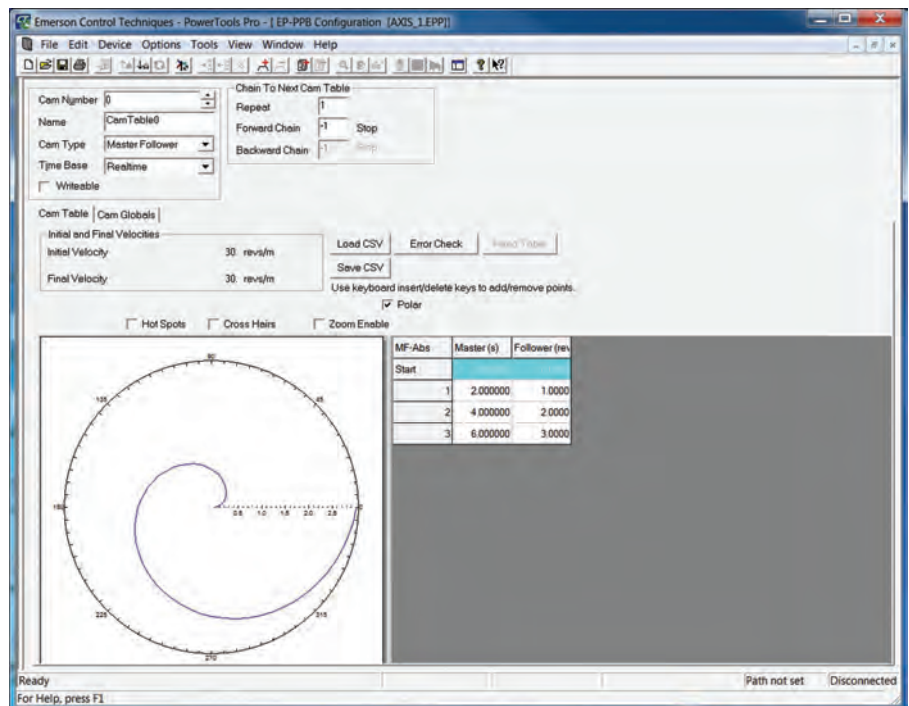 Emerson Control Techniques - PowerTools Pro - [ EP-PPB Configuration [AXIS_1.EPP]]
File Edit Device Options Tools View Window Help
Cam Number 0
Name CamTable0
Cam Type Master Follower
Time Base Realtime
Writeable
Chain To Next Cam Table
Repeat 1
Forward Chain -1 Stop
Backward Chain -1 Stop
Cam Table Cam Globals
Initial and Final Velocities
Initial Velocity 30. revs/m
Final Velocity 30. revs/m
Load CSV Error Check
Save CSV
Use keyboard insert/delete keys to add/remove points.
Polar
Hot Spots Cross Hairs Zoom Enable
MF-Abs Master (s) Follower (rev
Start
1 2.000000 1.0000
2 4.000000 2.0000
3 6.000000 3.0000
90
135 45
180 0.5 1.0 1.5 2.0 2.5 0
225 315
270
Ready Path not set Disconnected
For Help, press F1